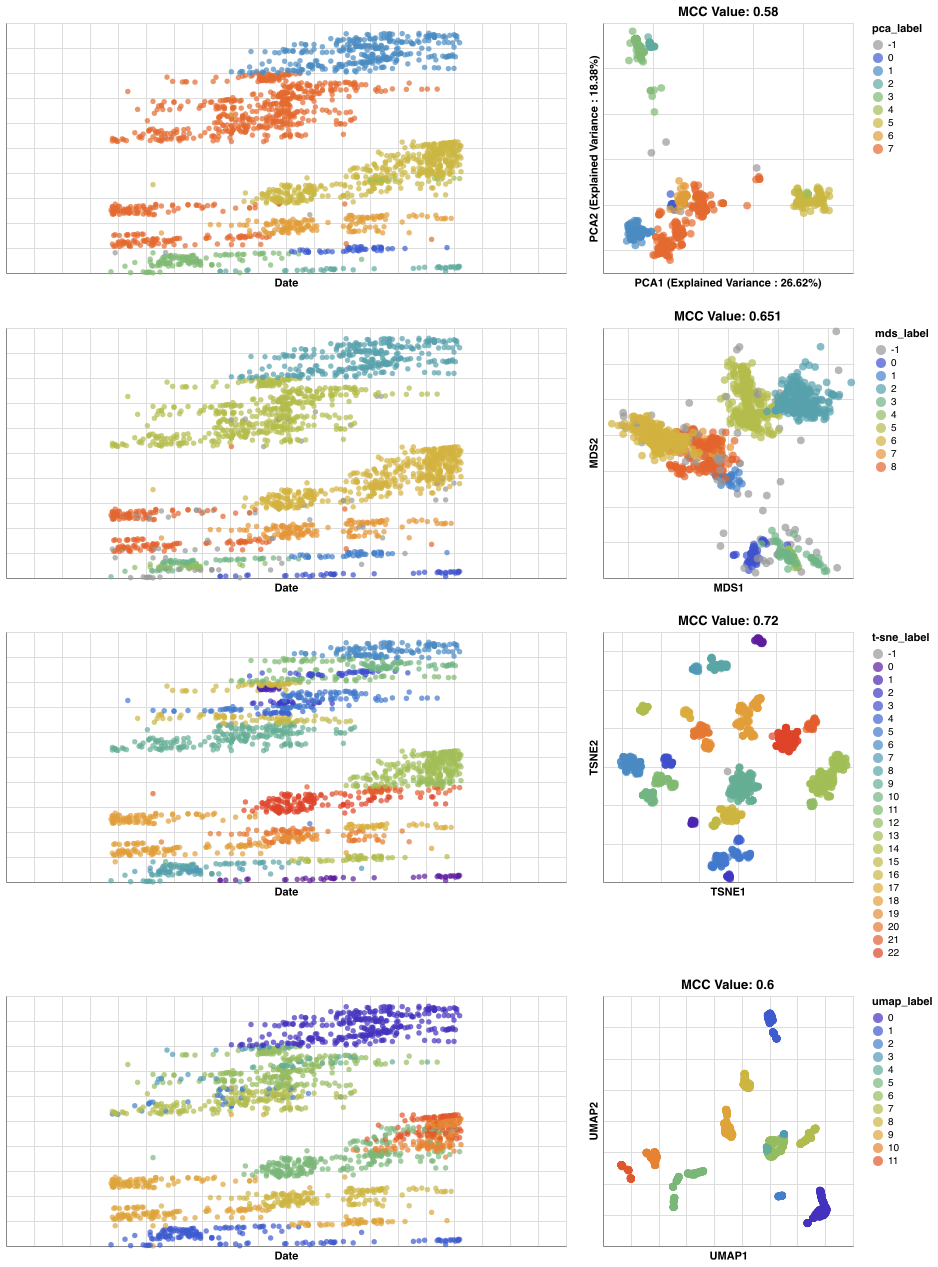 MCC Value: 0.58
PCA2 (Explained Variance : 18.38%)
Date
PCA1 (Explained Variance : 26.62%)
pca_label
-1
0
1
2
3
4
5
6
7
MCC Value: 0.651
MDS2
Date
MDS1
mds_label
-1
0
1
2
3
4
5
6
7
8
MCC Value: 0.72
TSNE2
Date
TSNE1
t-sne_label
-1
0
1
2
3
4
5
6
7
8
9
10
11
12
13
14
15
16
17
18
19
20
21
22
MCC Value: 0.6
UMAP2
Date
UMAP1
umap_label
0
1
2
3
4
5
6
7
8
9
10
11